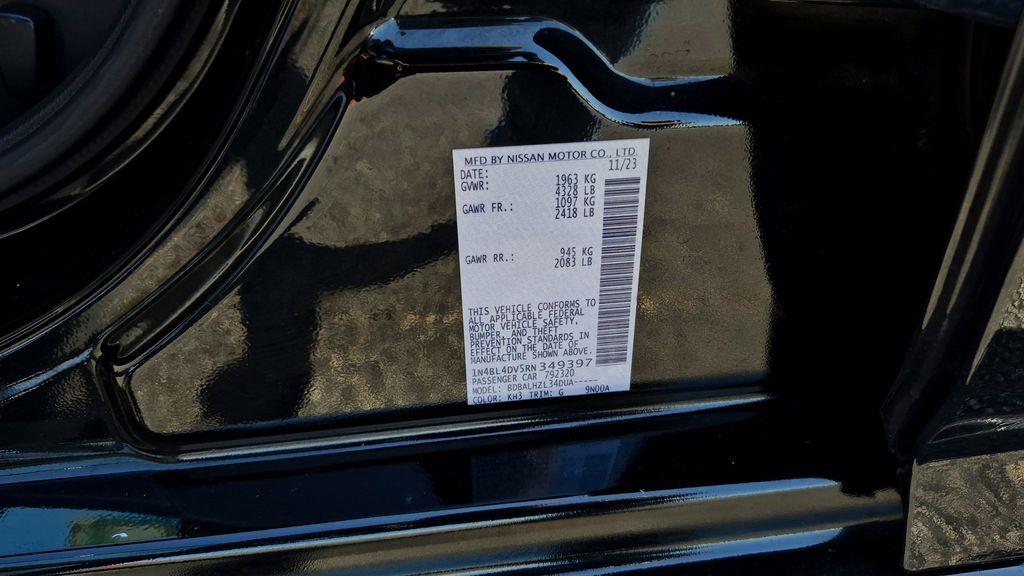 MFD BY NISSAN MOTOR CO., LTD.
DATE: 11/23
GVWR: 1963 KG
4328 LB
GAWR FR.: 1097 KG
2418 LB
GAWR RR.: 945 KG
2083 LB
THIS VEHICLE CONFORMS TO
ALL APPLICABLE FEDERAL
MOTOR VEHICLE SAFETY,
BUMPER, AND THEFT
PREVENTION STANDARDS IN
EFFECT ON THE DATE OF
MANUFACTURE SHOWN ABOVE.
1N4BL4DV5RN349397
PASSENGER CAR 792320
MODEL: BDBALHZL34DUA-----
COLOR: KH3 TRIM: G 9N00A